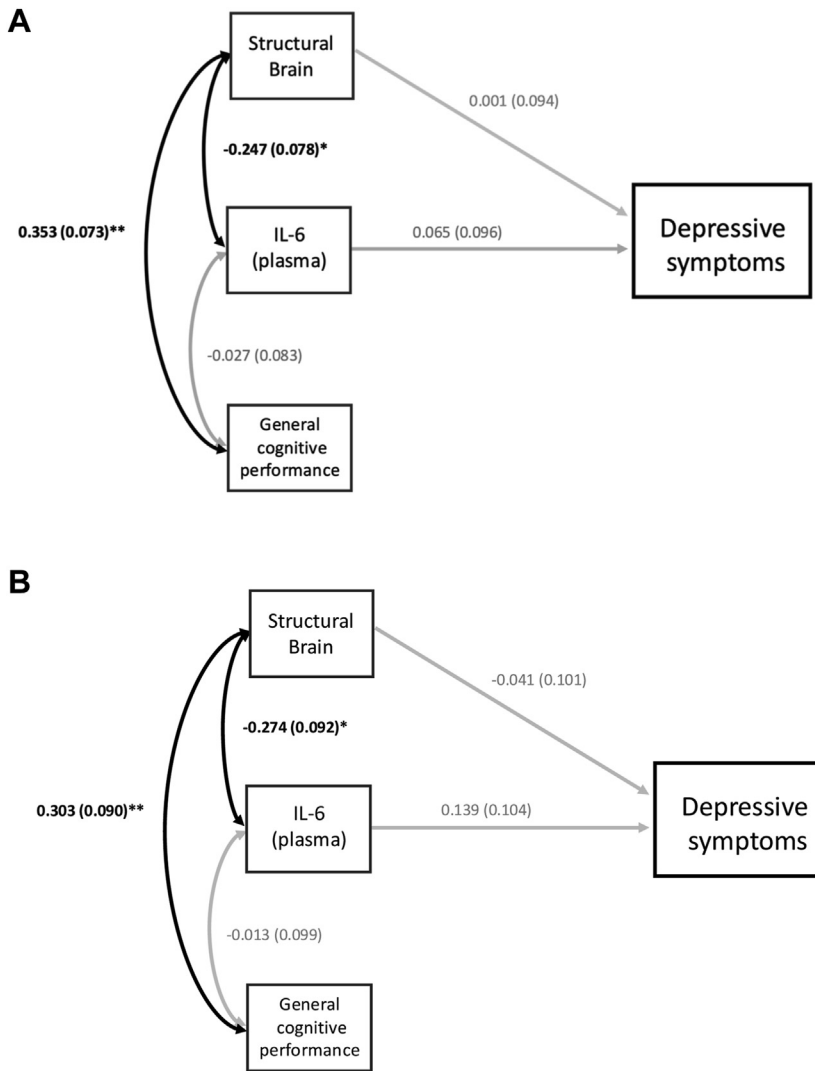 A
Structural
Brain
0.001 (0.094)
-0.247 (0.078)*
0.353 (0.073)**
IL-6
(plasma)
0.065 (0.096)
Depressive
symptoms
-0.027 (0.083)
General
cognitive
performance
B
Structural
Brain
-0.041 (0.101)
-0.274 (0.092)*
0.303 (0.090)**
IL-6
(plasma)
0.139 (0.104)
Depressive
symptoms
-0.013 (0.099)
General
cognitive
performance